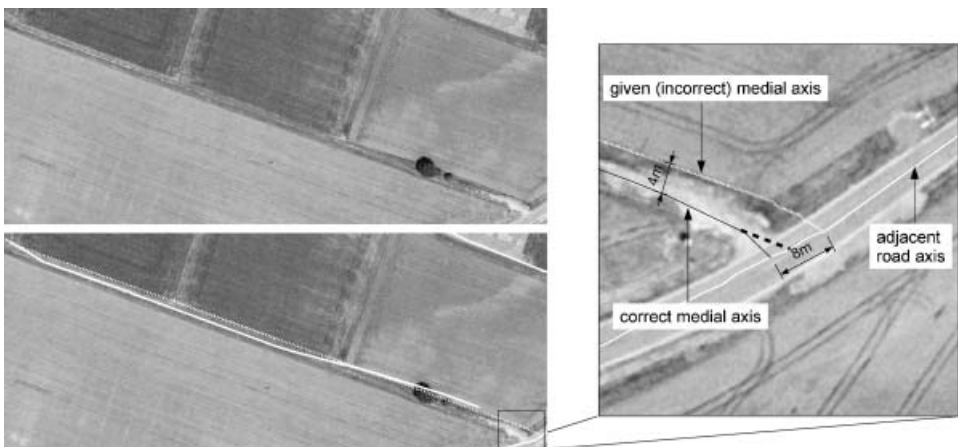 given (incorrect) medial axis
4m
8m
adjacent
road axis
correct medial axis